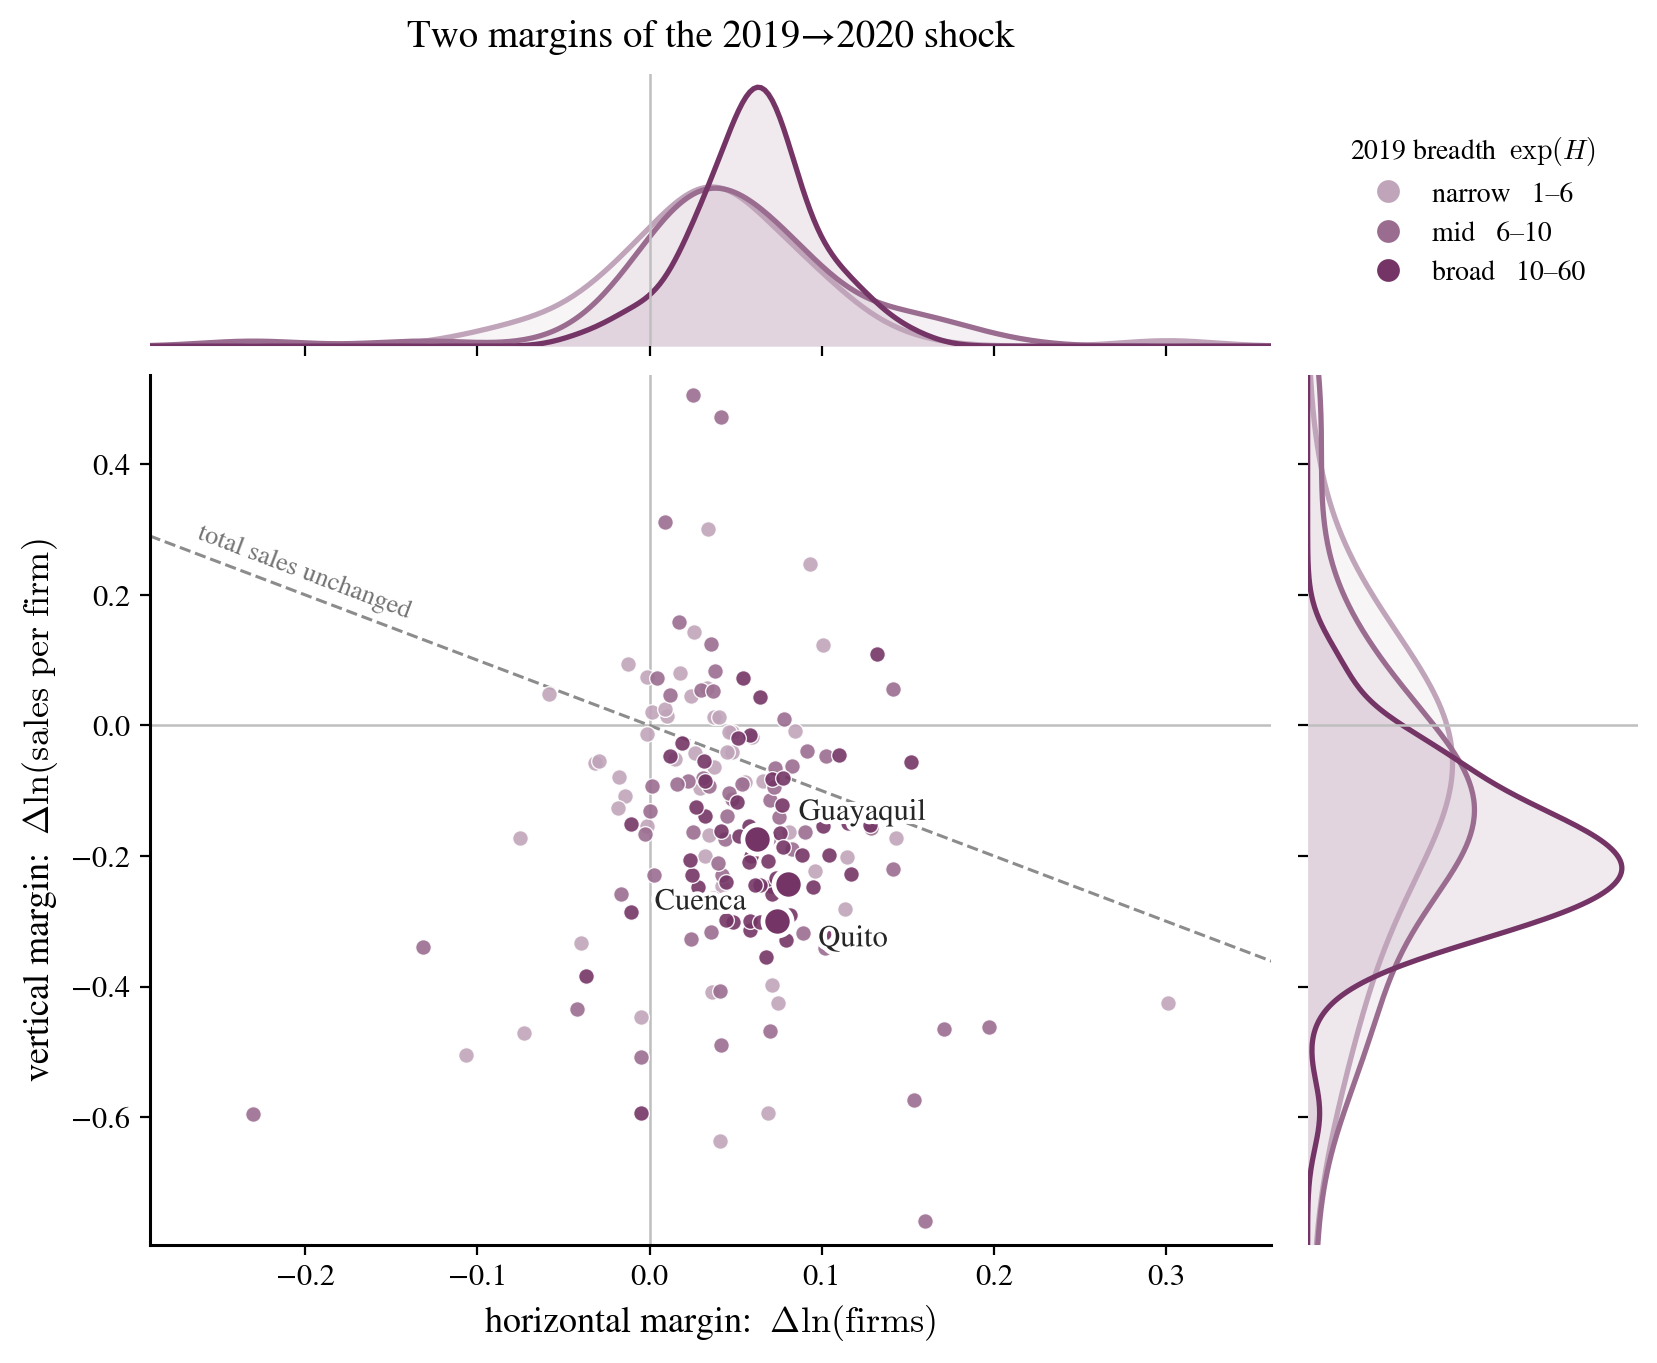 Two margins of the 2019→2020 shock
2019 breadth exp(H)
narrow 1–6
mid 6–10
broad 10–60
vertical margin: Δln(sales per firm)
0.4
0.2
0.0
−0.2
−0.4
−0.6
total sales unchanged
Guayaquil
Cuenca
Quito
−0.2
−0.1
0.0
0.1
0.2
0.3
horizontal margin: Δln(firms)